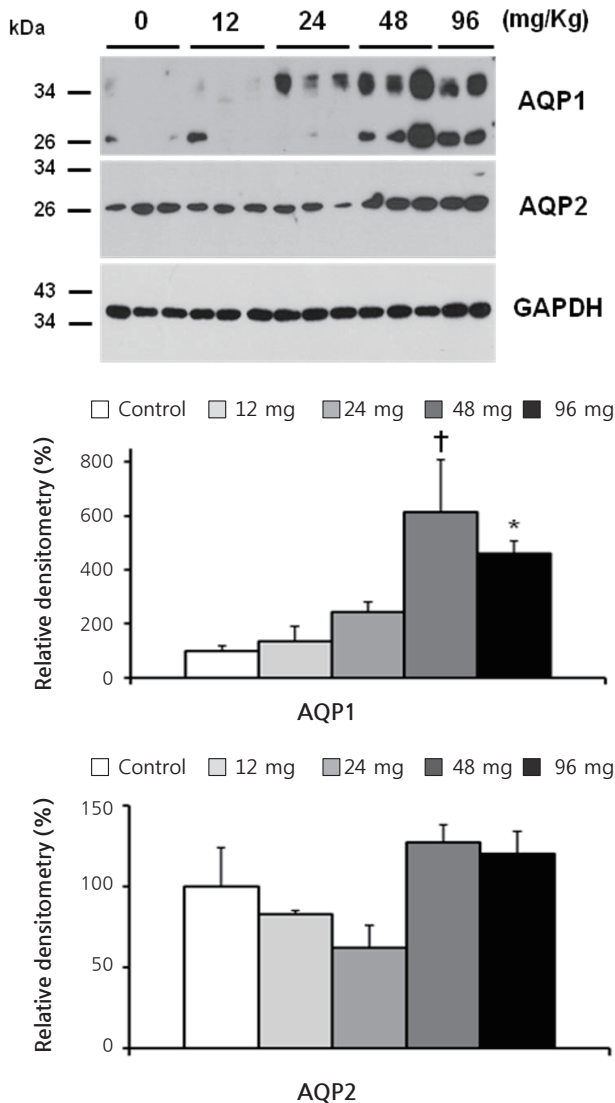 kDa 0 12 24 48 96 (mg/Kg)
34 AQP1
26
34
26 AQP2
43
34 GAPDH
Control 12 mg 24 mg 48 mg 96 mg
Relative densitometry (%)
800
600
400
200
0
†
*
AQP1
Control 12 mg 24 mg 48 mg 96 mg
Relative densitometry (%)
150
100
50
0
AQP2